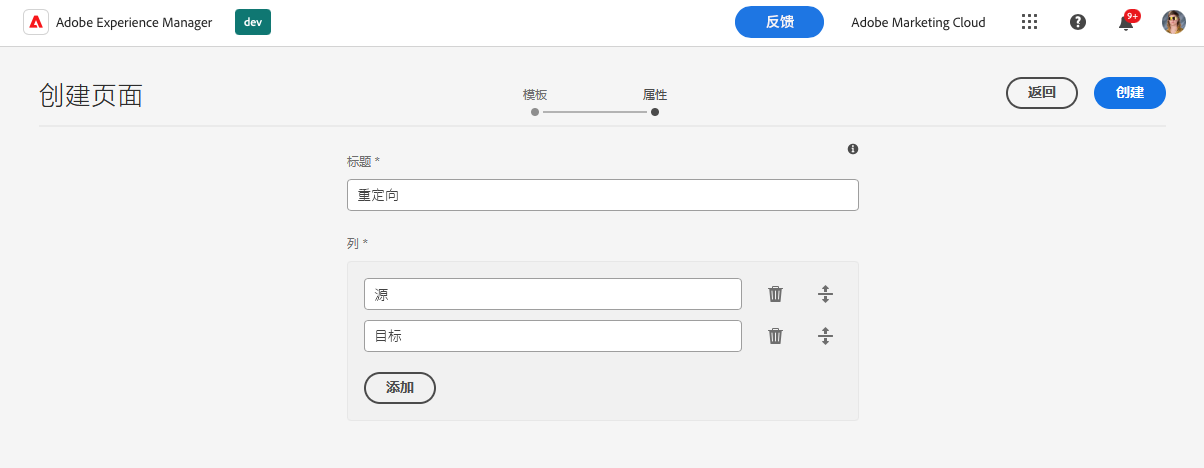 Adobe Experience Manager
dev
反馈
Adobe Marketing Cloud
9+
创建页面
模板
属性
返回
创建
标题 *
重定向
列 *
源
目标
添加